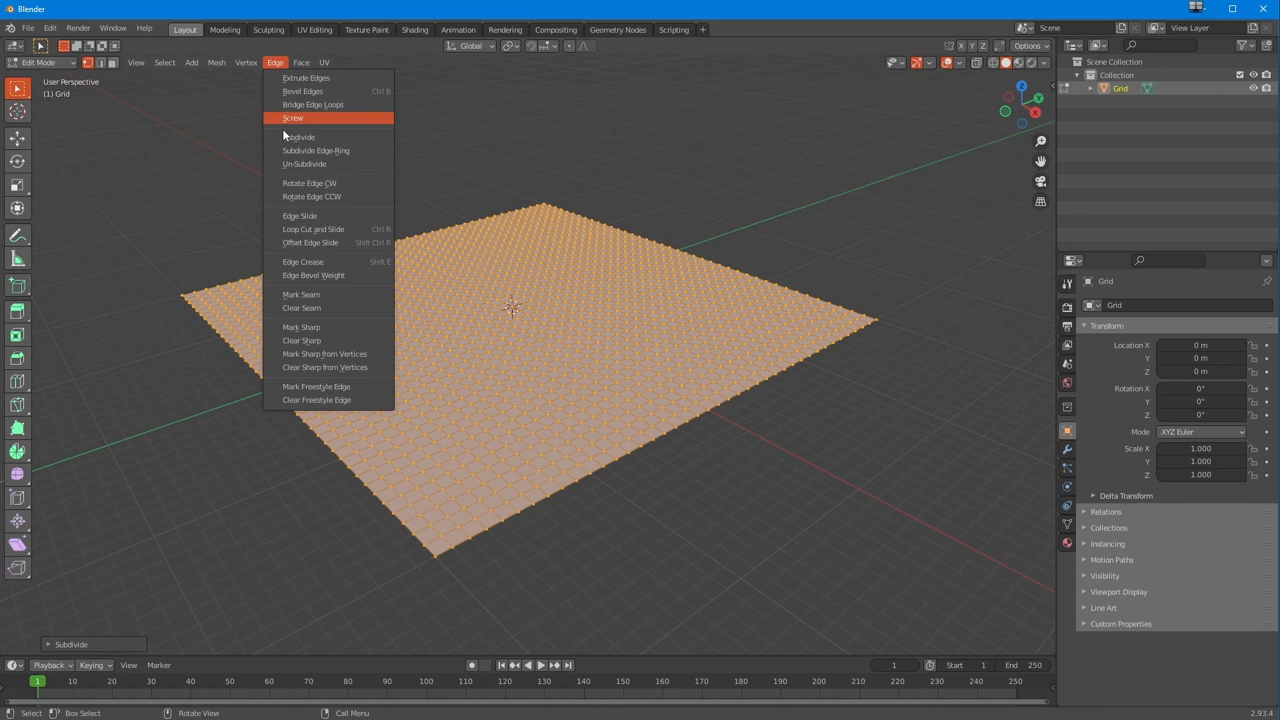 Blender
File Edit Render Window Help
Layout Modeling Sculpting UV Editing Texture Paint Shading Animation Rendering Compositing Geometry Nodes Scripting +
Scene
View Layer
Global
X Y Z Options
Edit Mode View Select Add Mesh Vertex Edge Face UV
User Perspective
(1) Grid
Extrude Edges
Bevel Edges Ctrl B
Bridge Edge Loops
Screw
Subdivide
Subdivide Edge-Ring
Un-Subdivide
Rotate Edge CW
Rotate Edge CCW
Edge Slide
Loop Cut and Slide Ctrl R
Offset Edge Slide Shift Ctrl R
Edge Crease Shift E
Edge Bevel Weight
Mark Seam
Clear Seam
Mark Sharp
Clear Sharp
Mark Sharp from Vertices
Clear Sharp from Vertices
Mark Freestyle Edge
Clear Freestyle Edge
Z
X
Scene Collection
Collection
Grid
Grid
Grid
Transform
Location X 0 m
Y 0 m
Z 0 m
Rotation X 0°
Y 0°
Z 0°
Mode XYZ Euler
Scale X 1.000
Y 1.000
Z 1.000
Delta Transform
Relations
Collections
Instancing
Motion Paths
Visibility
Viewport Display
Line Art
Custom Properties
Subdivide
Playback Keying View Marker
1 Start 1 End 250
1 10 20 30 40 50 60 70 80 90 100 110 120 130 140 150 160 170 180 190 200 210 220 230 240 250
Select Box Select Rotate View Call Menu 2.93.4